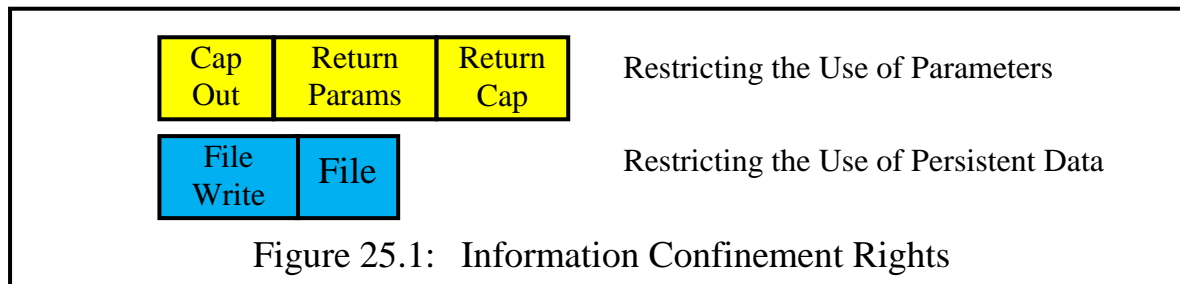 Cap Out
Return Params
Return Cap
Restricting the Use of Parameters
File Write
File
Restricting the Use of Persistent Data
Figure 25.1: Information Confinement Rights